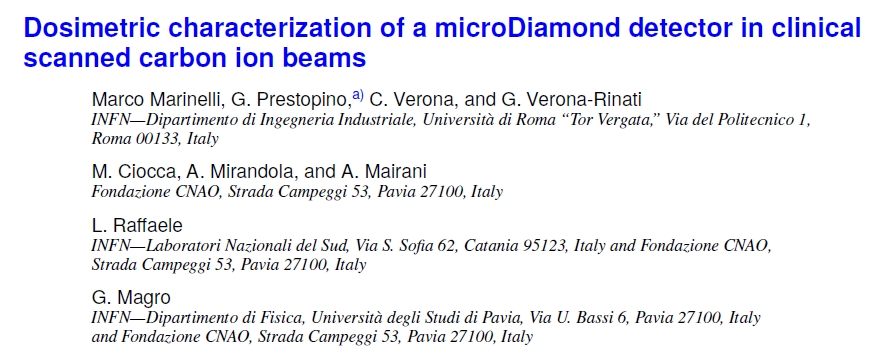 Dosimetric characterization of a microDiamond detector in clinical
scanned carbon ion beams
Marco Marinelli, G. Prestopino,a) C. Verona, and G. Verona-Rinati
INFN—Dipartimento di Ingegneria Industriale, Università di Roma “Tor Vergata,” Via del Politecnico 1,
Roma 00133, Italy
M. Ciocca, A. Mirandola, and A. Mairani
Fondazione CNAO, Strada Campeggi 53, Pavia 27100, Italy
L. Raffaele
INFN—Laboratori Nazionali del Sud, Via S. Sofia 62, Catania 95123, Italy and Fondazione CNAO,
Strada Campeggi 53, Pavia 27100, Italy
G. Magro
INFN—Dipartimento di Fisica, Università degli Studi di Pavia, Via U. Bassi 6, Pavia 27100, Italy
and Fondazione CNAO, Strada Campeggi 53, Pavia 27100, Italy